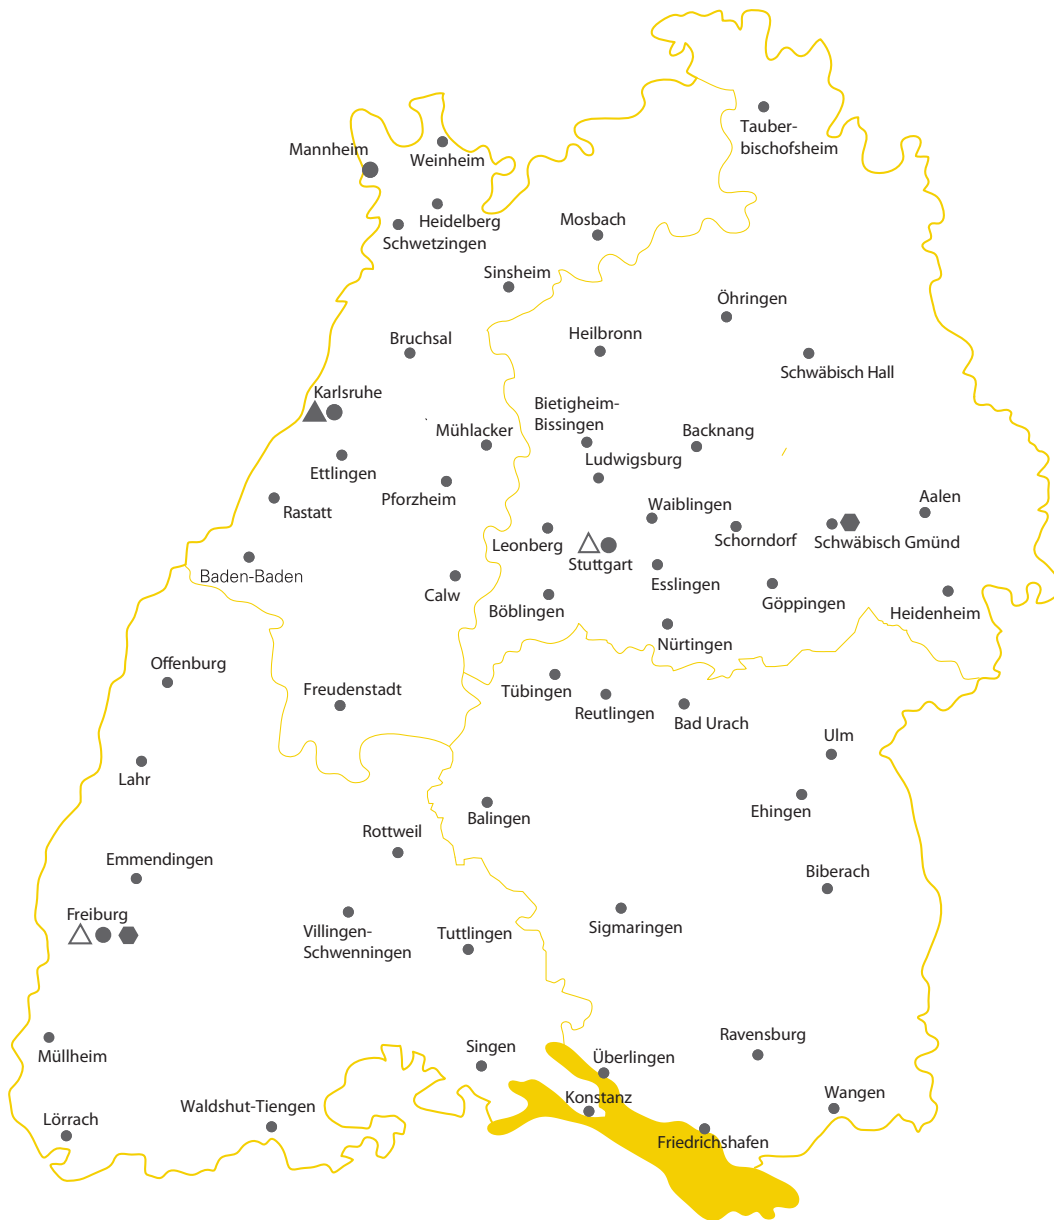 Tauber-
bischofsheim
Mannheim
Weinheim
Heidelberg
Schwetzingen
Mosbach
Sinsheim
Öhringen
Bruchsal
Heilbronn
Schwäbisch Hall
Karlsruhe
Bietigheim-
Bissingen
Mühlacker
Backnang
Ludwigsburg
Ettlingen
Pforzheim
Rastatt
Waiblingen
Aalen
Leonberg
Schorndorf
Schwäbisch Gmünd
Stuttgart
Baden-Baden
Esslingen
Calw
Böblingen
Göppingen
Heidenheim
Nürtingen
Offenburg
Freudenstadt
Tübingen
Reutlingen
Bad Urach
Ulm
Lahr
Balingen
Ehingen
Rottweil
Emmendingen
Biberach
Freiburg
Villingen-
Schwenningen
Tuttlingen
Sigmaringen
Müllheim
Singen
Überlingen
Ravensburg
Konstanz
Wangen
Waldshut-Tiengen
Lörrach
Friedrichshafen